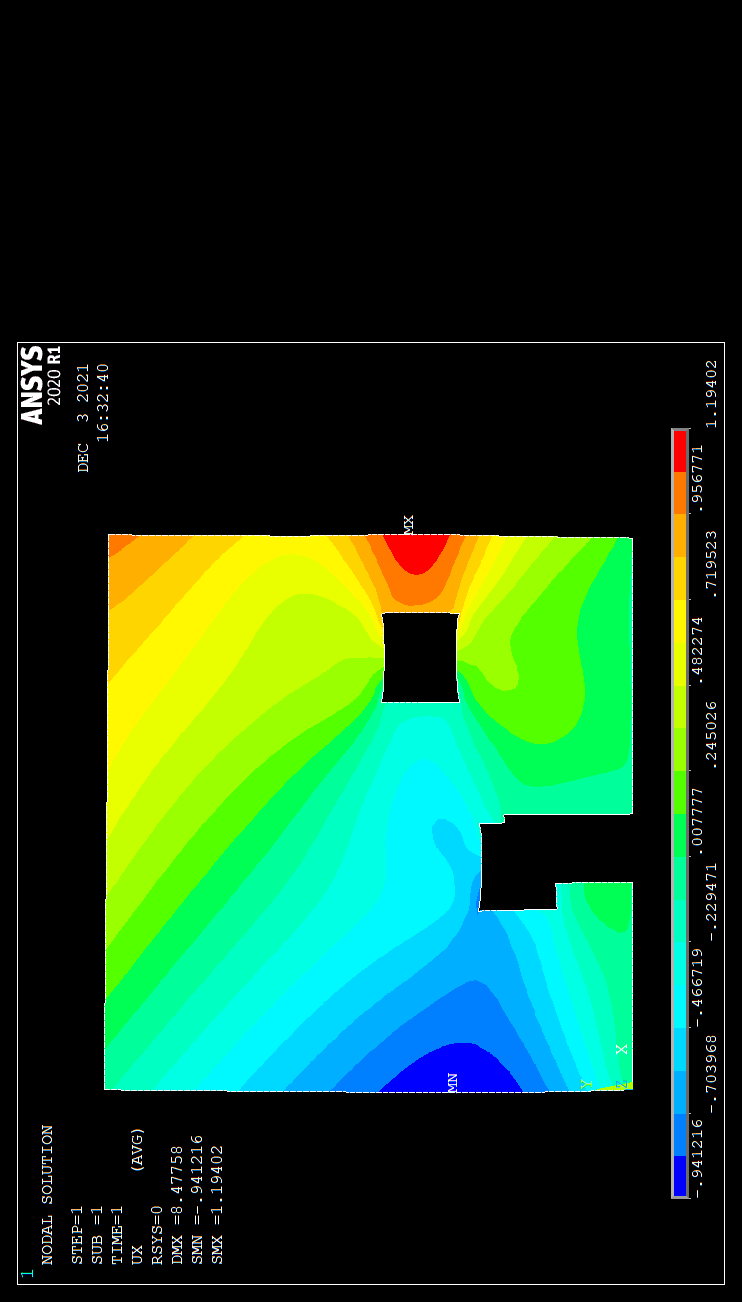 1
NODAL SOLUTION
STEP=1
SUB =1
TIME=1
UX (AVG)
RSYS=0
DMX =8.47758
SMN =-.941216
SMX =1.19402
ANSYS
2020 R1
DEC 3 2021
16:32:40
MX
MN
Y
Z X
-.941216 -.466719 .007777 .482274 .956771
-.703968 -.229471 .245026 .719523 1.19402